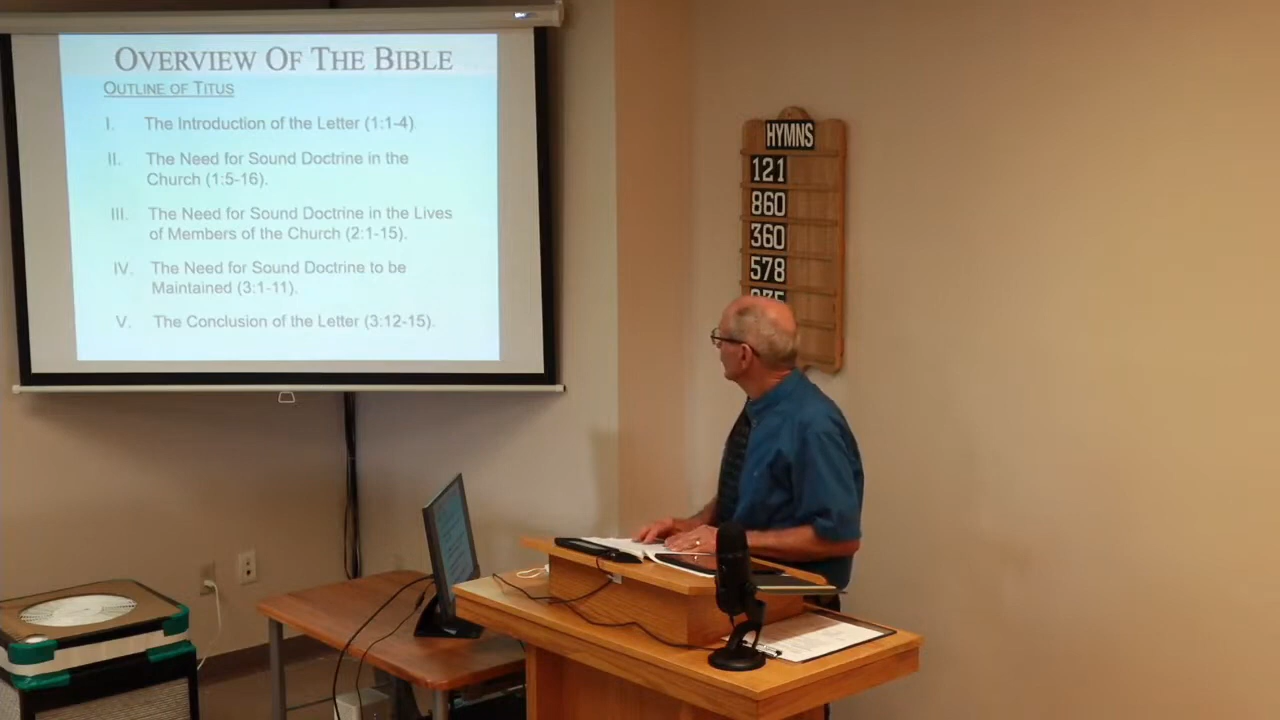 OVERVIEW OF THE BIBLE
OUTLINE OF TITUS
I. The Introduction of the Letter (1:1-4)
II. The Need for Sound Doctrine in the
Church (1:5-16).
III. The Need for Sound Doctrine in the Lives
of Members of the Church (2:1-15).
IV. The Need for Sound Doctrine to be
Maintained (3:1-11).
V. The Conclusion of the Letter (3:12-15).
HYMNS
121
860
360
578